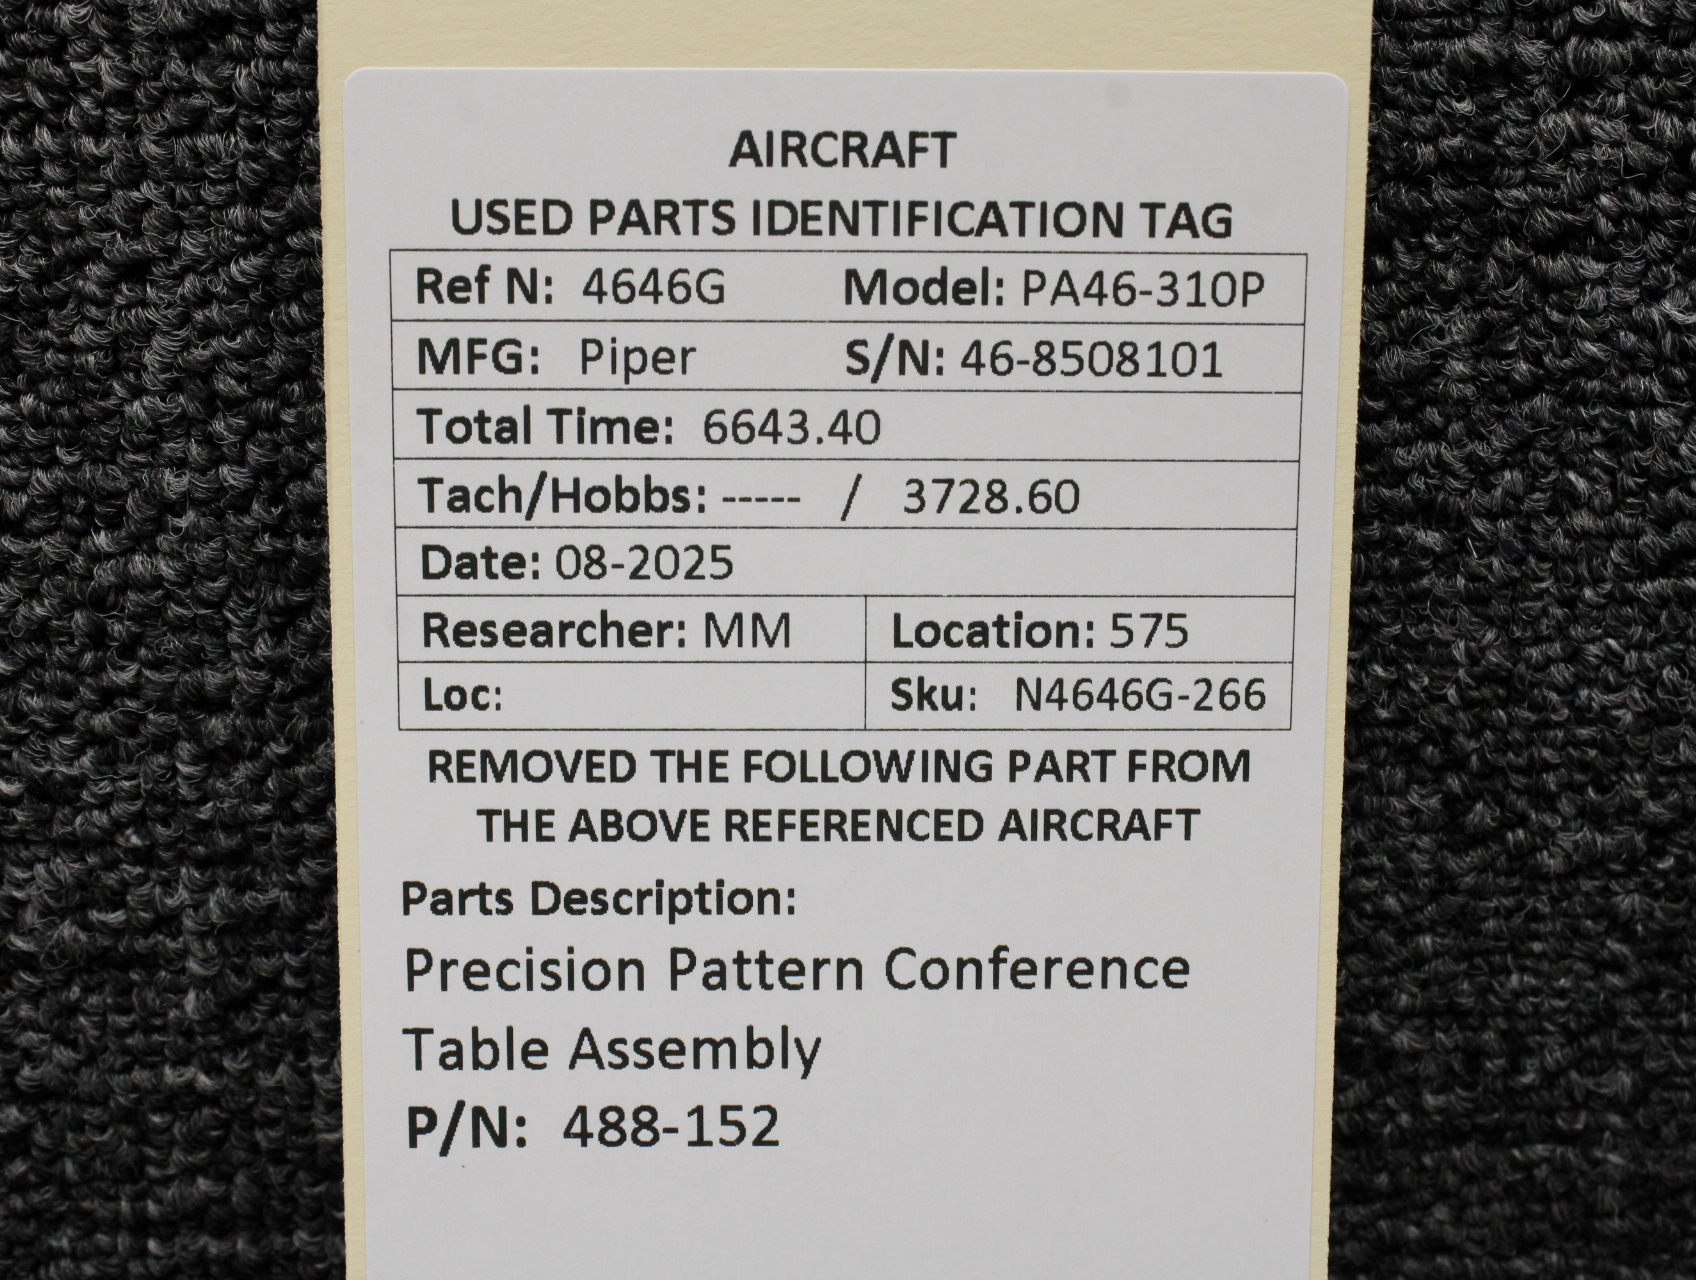 AIRCRAFT
USED PARTS IDENTIFICATION TAG
Ref N: 4646G Model: PA46-310P
MFG: Piper S/N: 46-8508101
Total Time: 6643.40
Tach/Hobbs: ----- / 3728.60
Date: 08-2025
Researcher: MM Location: 575
Loc: Sku: N4646G-266
REMOVED THE FOLLOWING PART FROM
THE ABOVE REFERENCED AIRCRAFT
Parts Description:
Precision Pattern Conference
Table Assembly
P/N: 488-152